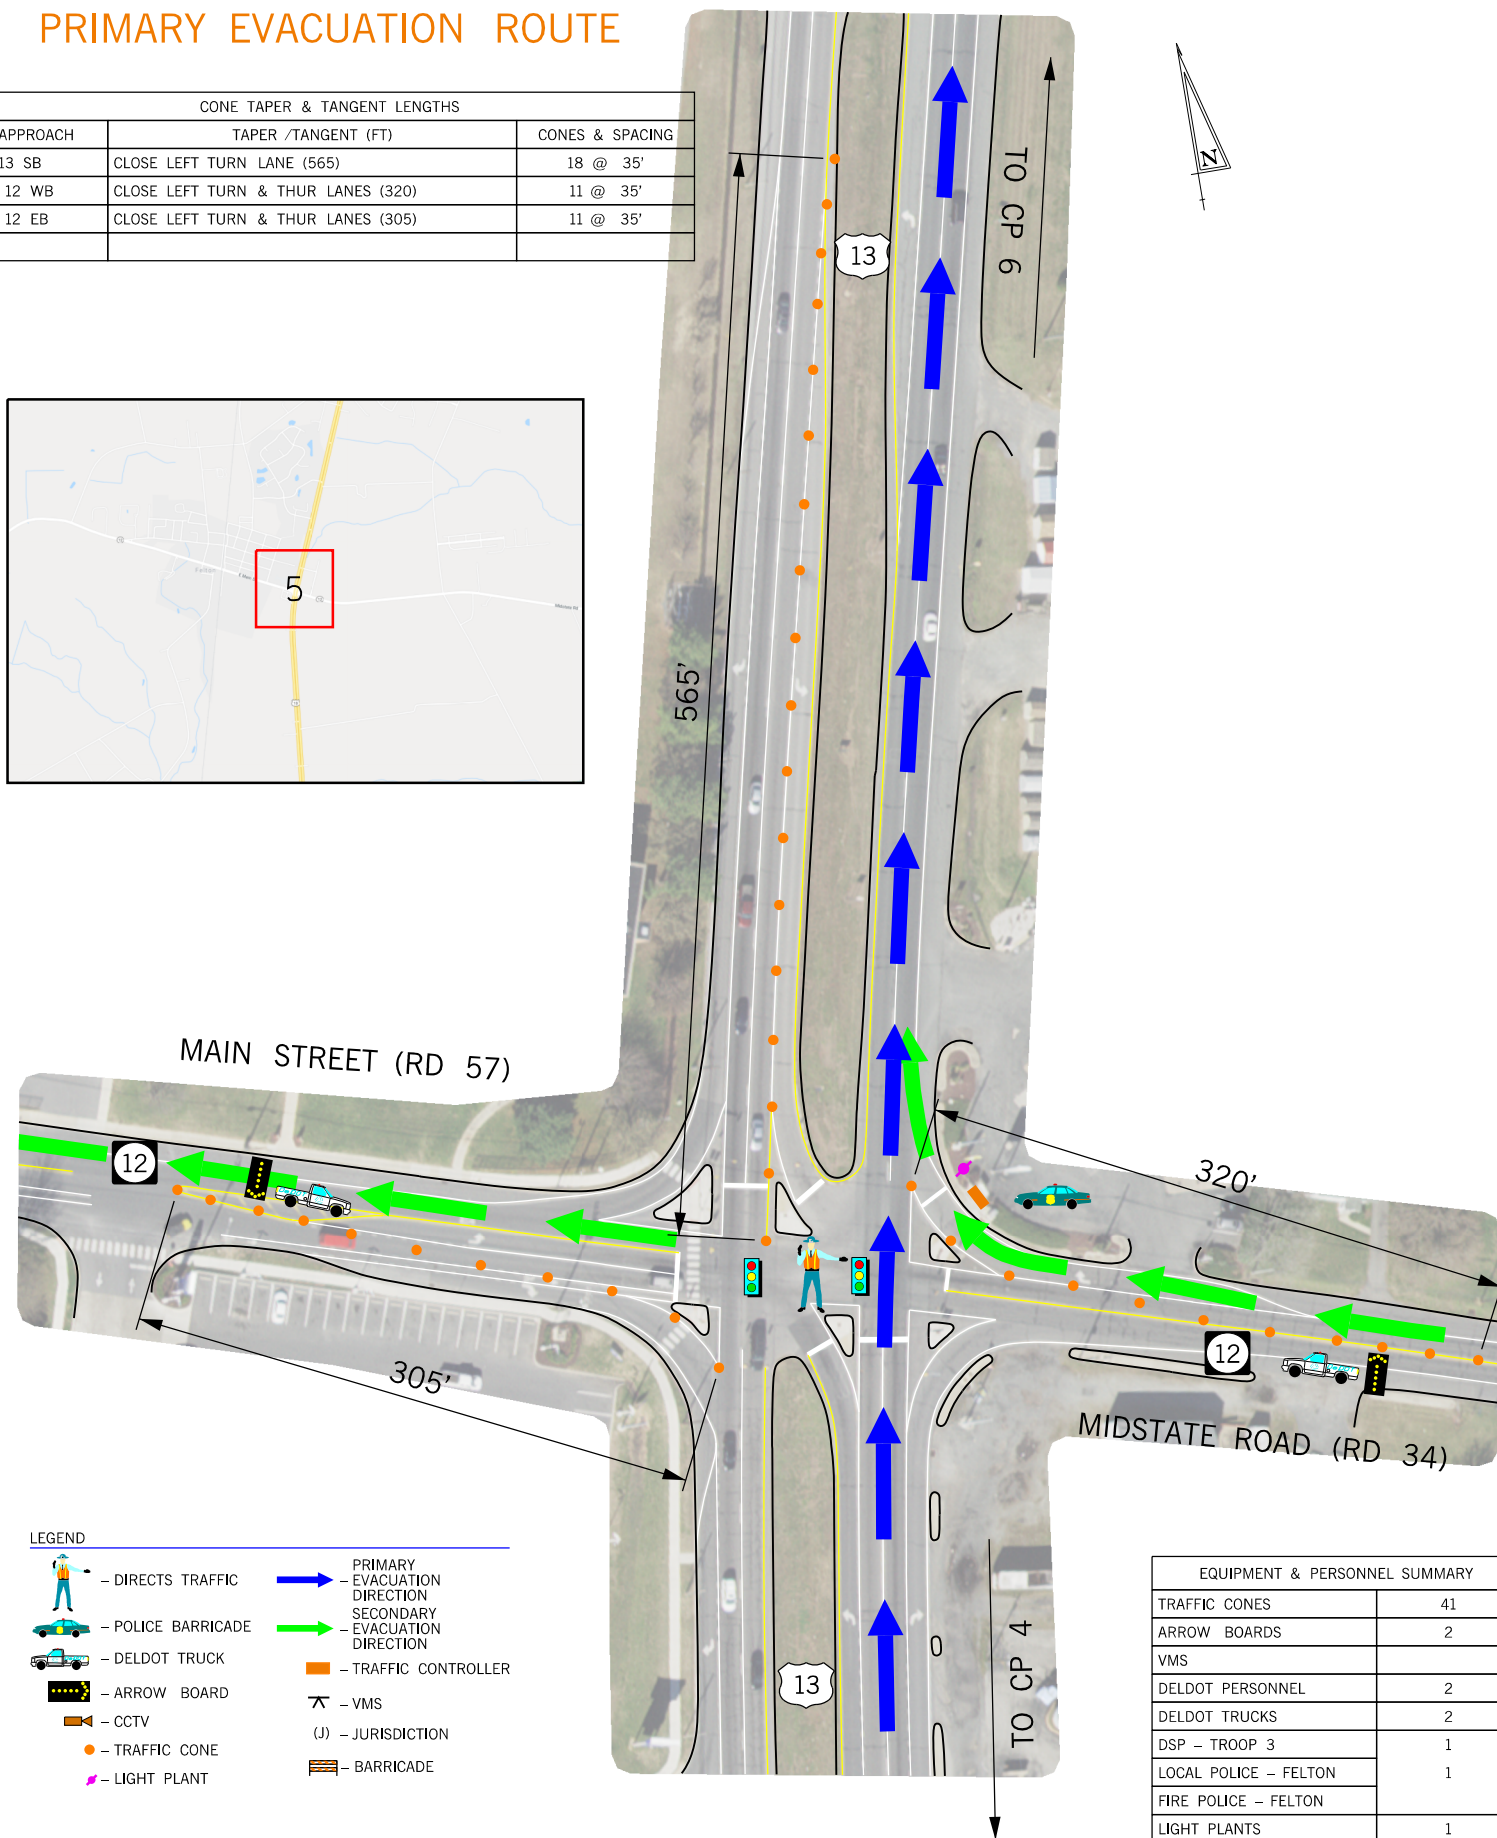 PRIMARY EVACUATION ROUTE
CONE TAPER & TANGENT LENGTHS
APPROACH TAPER /TANGENT (FT) CONES & SPACING
13 SB CLOSE LEFT TURN LANE (565) 18 @ 35'
12 WB CLOSE LEFT TURN & THUR LANES (320) 11 @ 35'
12 EB CLOSE LEFT TURN & THUR LANES (305) 11 @ 35'
N
TO CP 6
13
5
Felton
565'
MAIN STREET (RD 57)
12
320'
305'
12
MIDSTATE ROAD (RD 34)
13
TO CP 4
LEGEND
– DIRECTS TRAFFIC
– POLICE BARRICADE
– DELDOT TRUCK
– ARROW BOARD
– CCTV
– TRAFFIC CONE
– LIGHT PLANT
PRIMARY
– EVACUATION
DIRECTION
SECONDARY
– EVACUATION
DIRECTION
– TRAFFIC CONTROLLER
– VMS
(J) – JURISDICTION
– BARRICADE
EQUIPMENT & PERSONNEL SUMMARY
TRAFFIC CONES 41
ARROW BOARDS 2
VMS
DELDOT PERSONNEL 2
DELDOT TRUCKS 2
DSP – TROOP 3 1
LOCAL POLICE – FELTON 1
FIRE POLICE – FELTON
LIGHT PLANTS 1